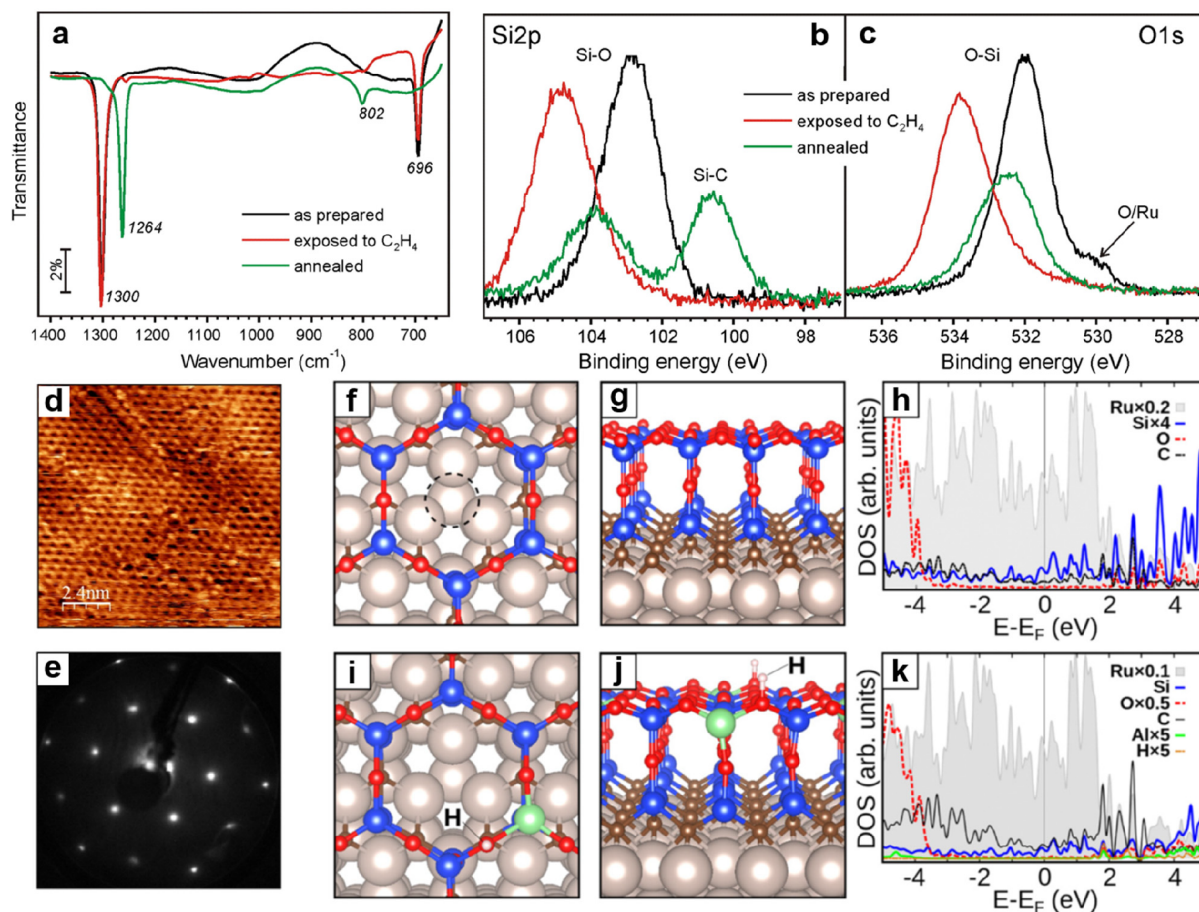 a
Transmittance
2%
1264
1300
802
696
as prepared
exposed to C₂H₄
annealed
1400 1300 1200 1100 1000 900 800 700
Wavenumber (cm⁻¹)
Si2p
b
Si-O
Si-C
as prepared
exposed to C₂H₄
annealed
106 104 102 100 98
Binding energy (eV)
c
O1s
O-Si
O/Ru
536 534 532 530 528
Binding energy (eV)
d
2.4nm
f
g
h
DOS (arb. units)
Ru×0.2
Si×4
O
C
-4 -2 0 2 4
E-E_F (eV)
e
i
H
j
H
k
DOS (arb. units)
Ru×0.1
Si
O×0.5
C
Al×5
H×5
-4 -2 0 2 4
E-E_F (eV)